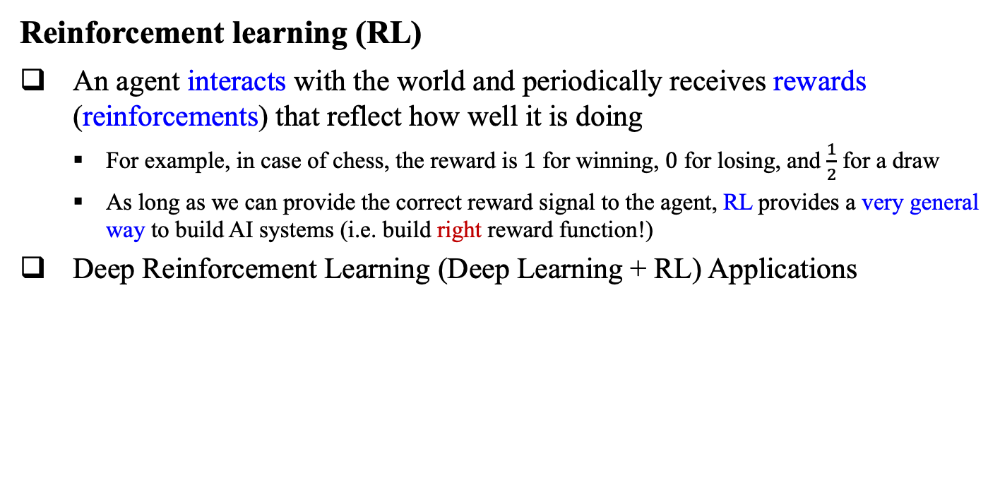 Reinforcement learning (RL)
❑ An agent interacts with the world and periodically receives rewards
(reinforcements) that reflect how well it is doing
▪ For example, in case of chess, the reward is 1 for winning, 0 for losing, and 1/2 for a draw
▪ As long as we can provide the correct reward signal to the agent, RL provides a very general
way to build AI systems (i.e. build right reward function!)
❑ Deep Reinforcement Learning (Deep Learning + RL) Applications